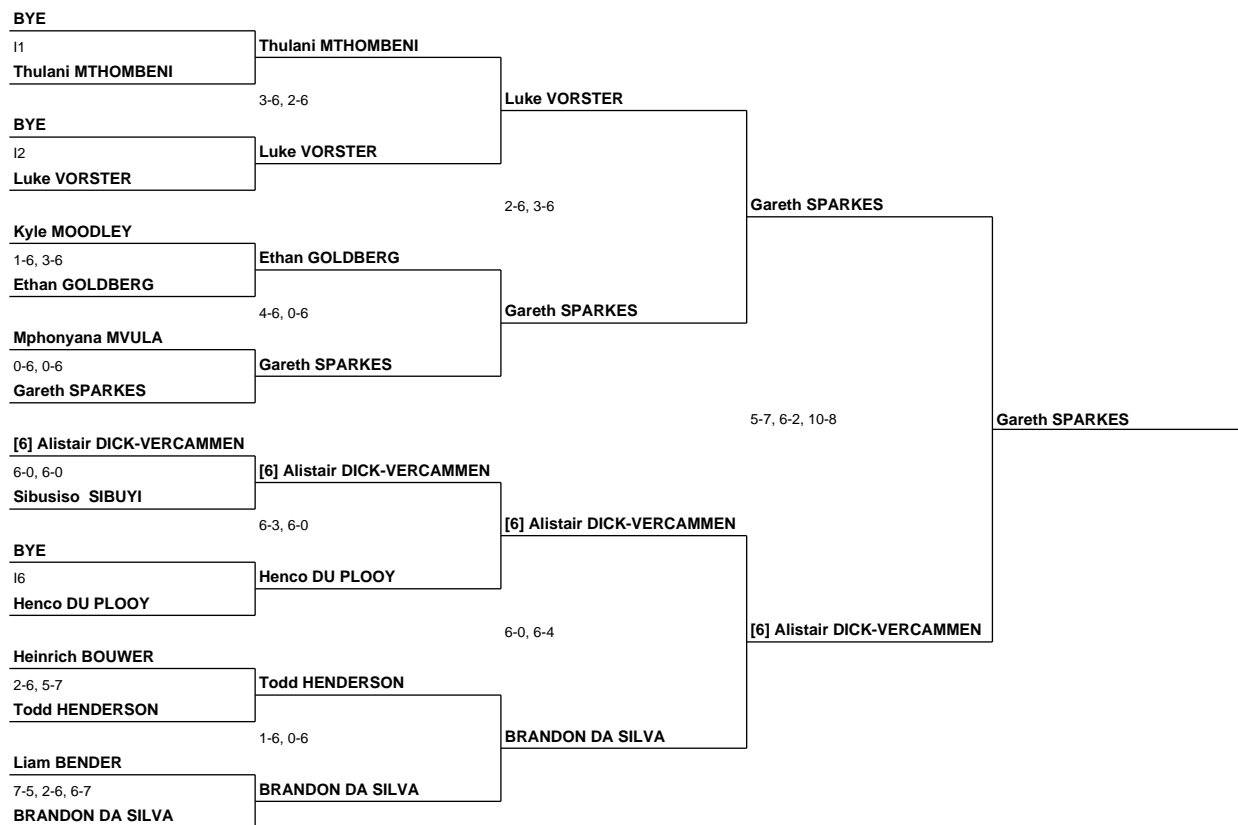 BYE
I1
Thulani MTHOMBENI
Thulani MTHOMBENI
3-6, 2-6
Luke VORSTER
BYE
I2
Luke VORSTER
Luke VORSTER
2-6, 3-6
Gareth SPARKES
Kyle MOODLEY
1-6, 3-6
Ethan GOLDBERG
Ethan GOLDBERG
4-6, 0-6
Gareth SPARKES
Mphonyana MVULA
0-6, 0-6
Gareth SPARKES
Gareth SPARKES
5-7, 6-2, 10-8
Gareth SPARKES
[6] Alistair DICK-VERCAMMEN
6-0, 6-0
Sibusiso  SIBUYI
[6] Alistair DICK-VERCAMMEN
6-3, 6-0
[6] Alistair DICK-VERCAMMEN
BYE
I6
Henco DU PLOOY
Henco DU PLOOY
6-0, 6-4
[6] Alistair DICK-VERCAMMEN
Heinrich BOUWER
2-6, 5-7
Todd HENDERSON
Todd HENDERSON
1-6, 0-6
BRANDON DA SILVA
Liam BENDER
7-5, 2-6, 6-7
BRANDON DA SILVA
BRANDON DA SILVA